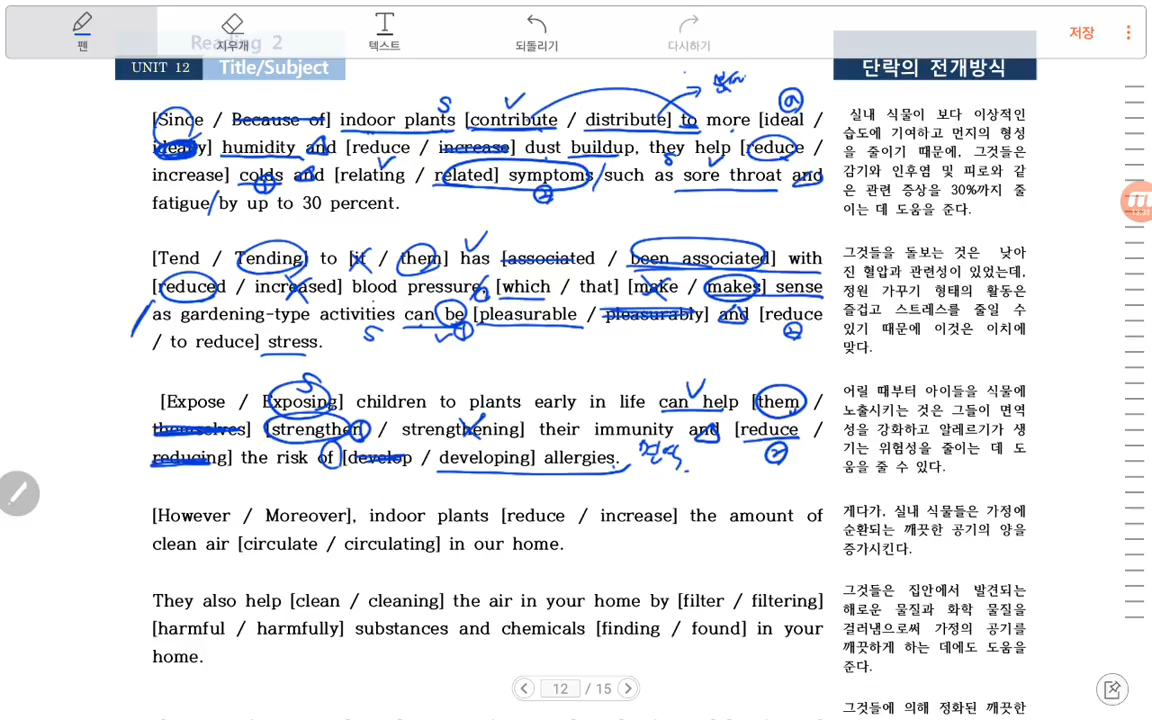 펜
지우개
텍스트
되돌리기
다시하기
저장
Reading 2
UNIT 12
Title/Subject
단락의 전개방식
[Since / Because of] indoor plants [contribute / distribute] to more [ideal /
ideally] humidity and [reduce / increase] dust buildup, they help [reduce /
increase] colds and [relating / related] symptoms such as sore throat and
fatigue by up to 30 percent.
실내 식물이 보다 이상적인
습도에 기여하고 먼지의 형성
을 줄이기 때문에, 그것들은
감기와 인후염 및 피로와 같
은 관련 증상을 30%까지 줄
이는 데 도움을 준다.
[Tend / Tending] to [it / them] has [associated / been associated] with
[reduced / increased] blood pressure, [which / that] [make / makes] sense
as gardening-type activities can be [pleasurable / pleasurably] and [reduce
/ to reduce] stress.
그것들을 돌보는 것은 낮아
진 혈압과 관련성이 있었는데,
정원 가꾸기 형태의 활동은
즐겁고 스트레스를 줄일 수
있기 때문에 이것은 이치에
맞다.
[Expose / Exposing] children to plants early in life can help [them /
themselves] [strengthen / strengthening] their immunity and [reduce /
reducing] the risk of [develop / developing] allergies.
어릴 때부터 아이들을 식물에
노출시키는 것은 그들이 면역
성을 강화하고 알레르기가 생
기는 위험성을 줄이는 데 도
움을 줄 수 있다.
[However / Moreover], indoor plants [reduce / increase] the amount of
clean air [circulate / circulating] in our home.
게다가, 실내 식물들은 가정에
순환되는 깨끗한 공기의 양을
증가시킨다.
They also help [clean / cleaning] the air in your home by [filter / filtering]
[harmful / harmfully] substances and chemicals [finding / found] in your
home.
그것들은 집안에서 발견되는
해로운 물질과 화학 물질을
걸러냄으로써 가정의 공기를
깨끗하게 하는 데에도 도움을
준다.
그것들에 의해 정화된 깨끗한
12 / 15